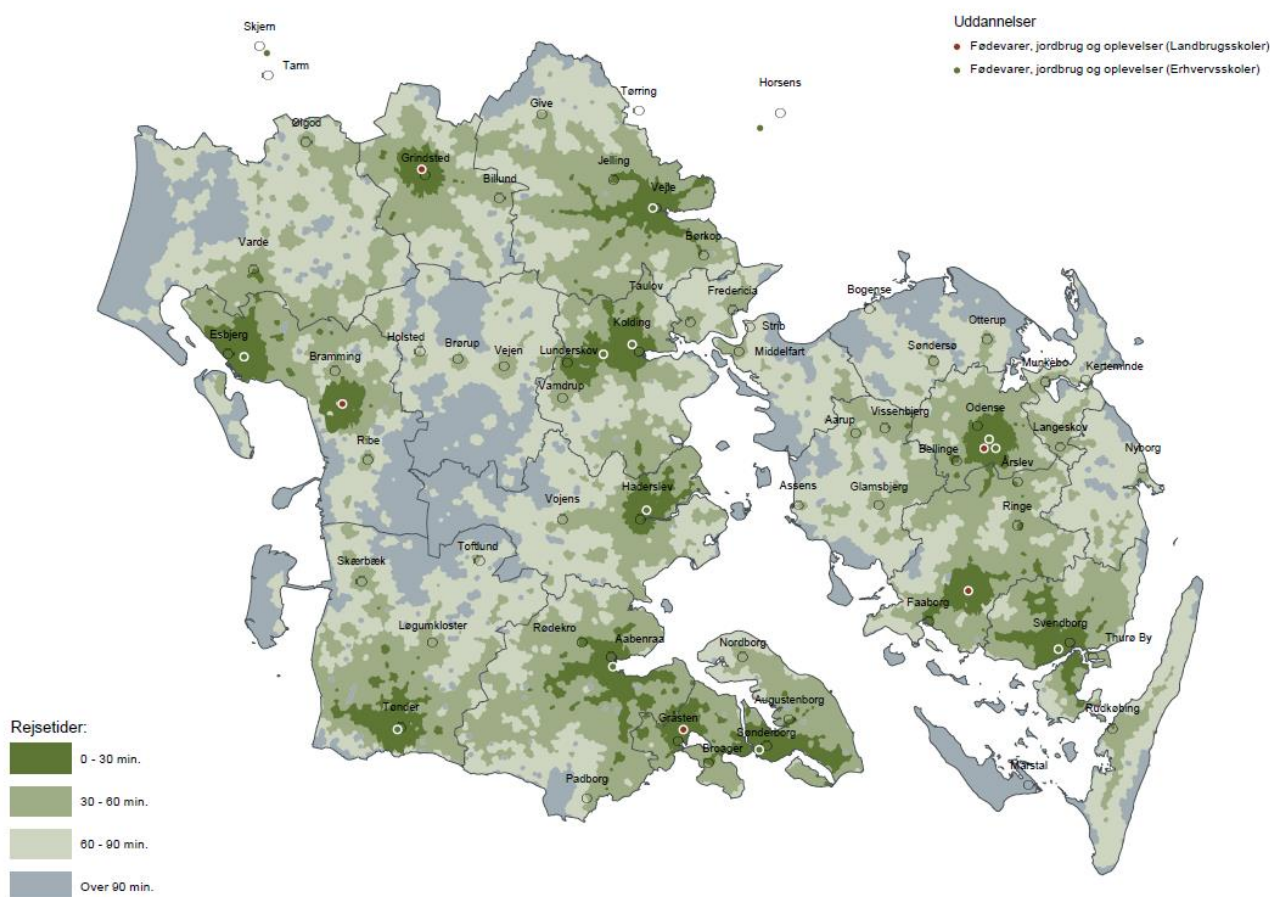 Uddannelser
Fødevarer, jordbrug og oplevelser (Landbrugsskoler)
Fødevarer, jordbrug og oplevelser (Erhvervsskoler)
Skjern
Tarm
Horsens
Tørring
Give
Ølgod
Grindsted
Jelling
Billund
Vejle
Børkop
Varde
Taulov
Fredericia
Bogense
Esbjerg
Holsted
Brørup
Vejen
Lunderskov
Kolding
Strib
Middelfart
Otterup
Søndersø
Munkebo
Kerteminde
Bramming
Vamdrup
Aarup
Vissenbjerg
Odense
Langeskov
Ribe
Bellinge
Årslev
Nyborg
Vojens
Haderslev
Assens
Glamsbjerg
Ringe
Skærbæk
Toftlund
Faaborg
Svendborg
Thurø By
Løgumkloster
Rødekro
Aabenraa
Nordborg
Augustenborg
Rudkøbing
Tønder
Gråsten
Sønderborg
Broager
Padborg
Marstal
Rejsetider:
0 - 30 min.
30 - 60 min.
60 - 90 min.
Over 90 min.